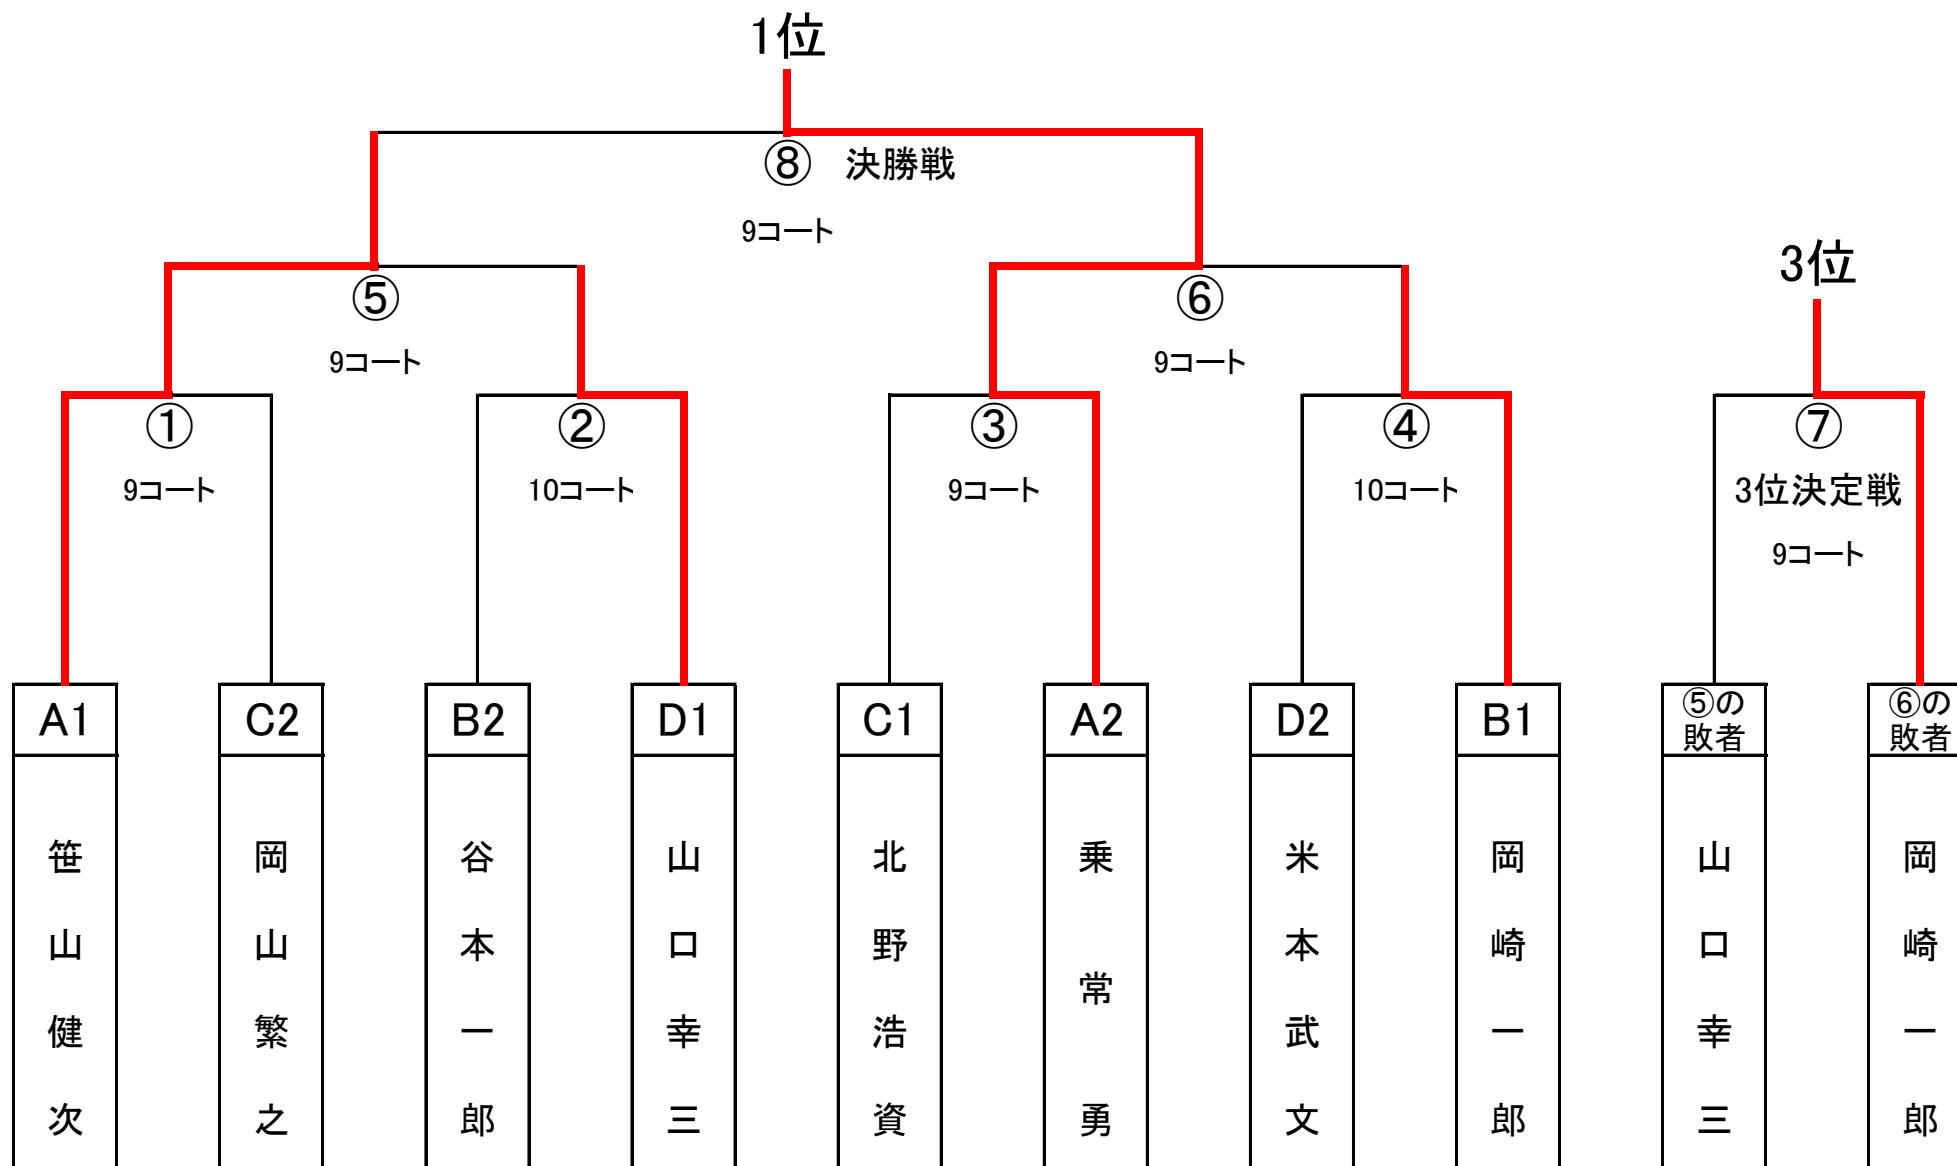 1位
⑧ 決勝戦
9コート
3位
⑤
⑥
9コート
9コート
①
②
③
④
⑦
9コート
10コート
9コート
10コート
3位決定戦
9コート
A1
C2
B2
D1
C1
A2
D2
B1
⑤の
敗者
⑥の
敗者
笹山健次
岡山繁之
谷本一郎
山口幸三
北野浩資
乗常勇
米本武文
岡崎一郎
山口幸三
岡崎一郎